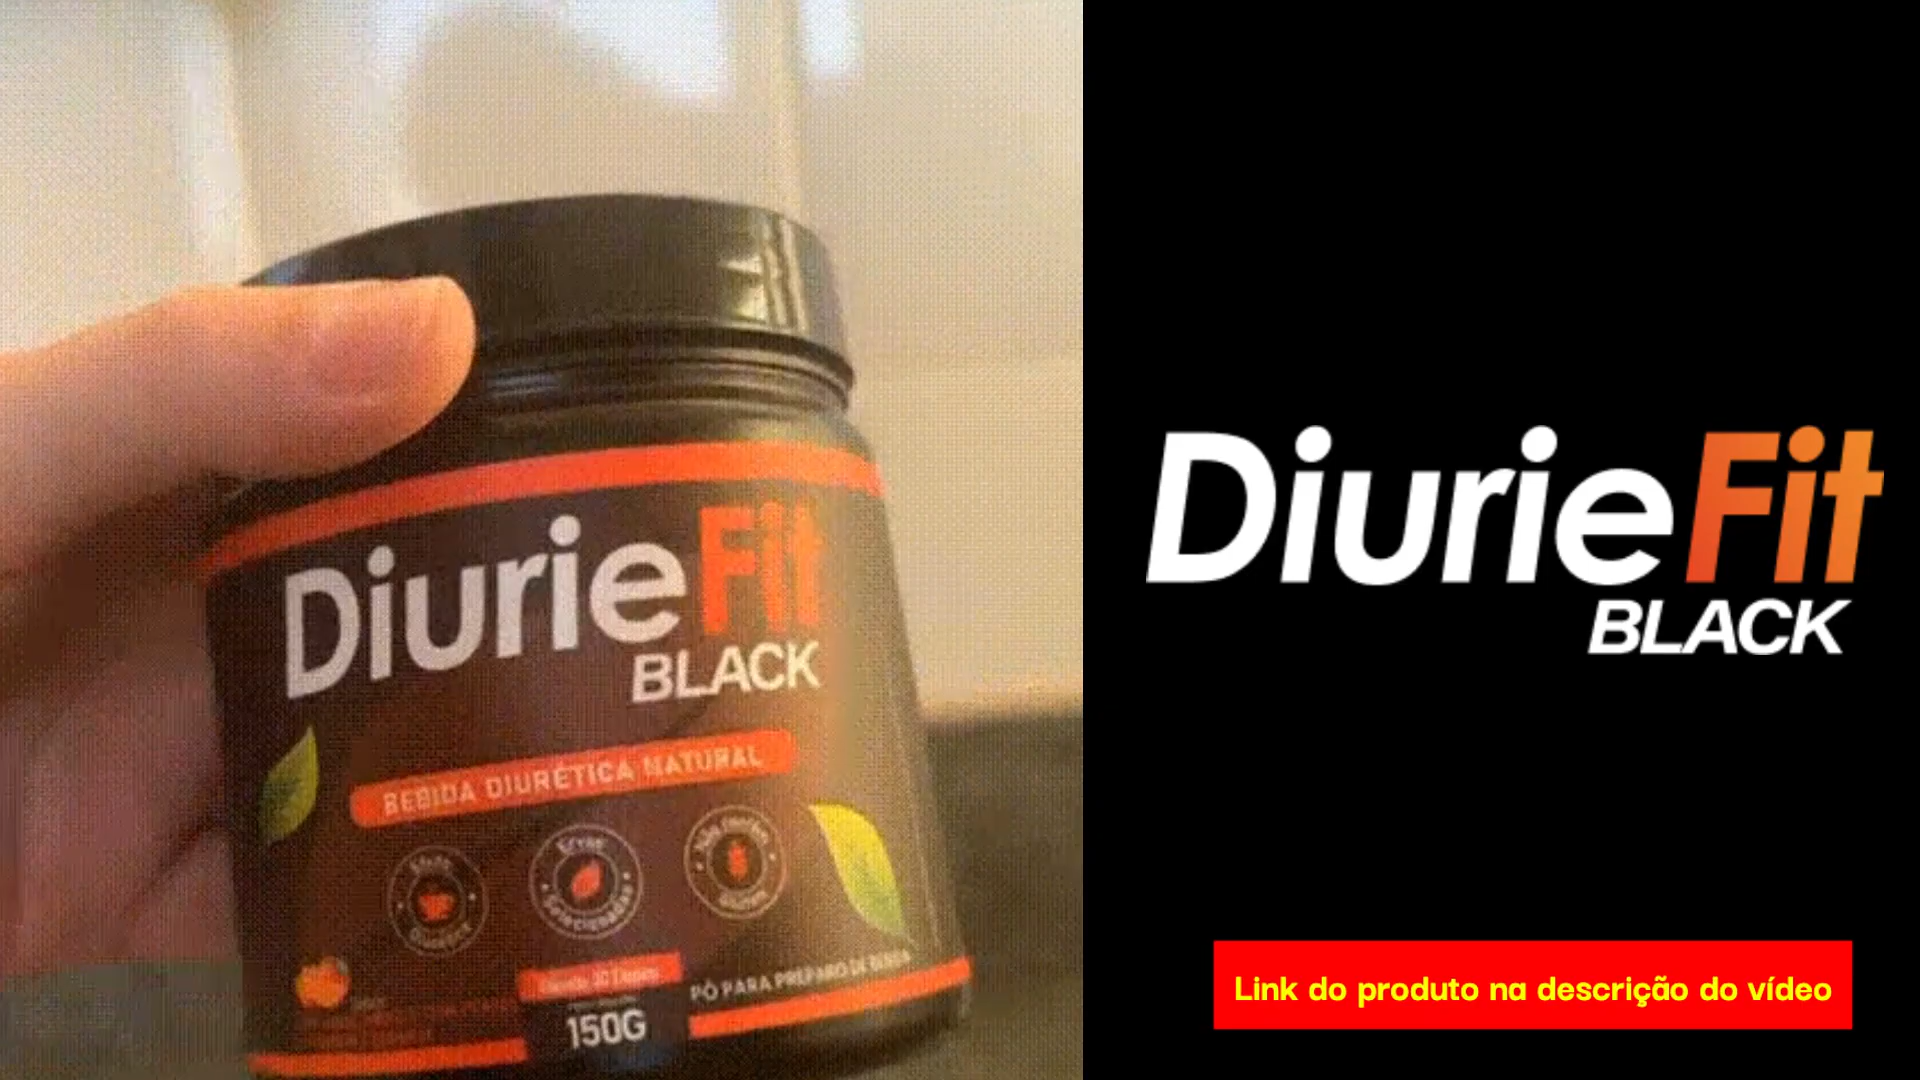 DiurieFit
BLACK
BEBIDA DIURÉTICA NATURAL
Selecionadas
PÓ PARA PREPARO DE BEBIDA
150G
DiurieFit
BLACK
Link do produto na descrição do vídeo